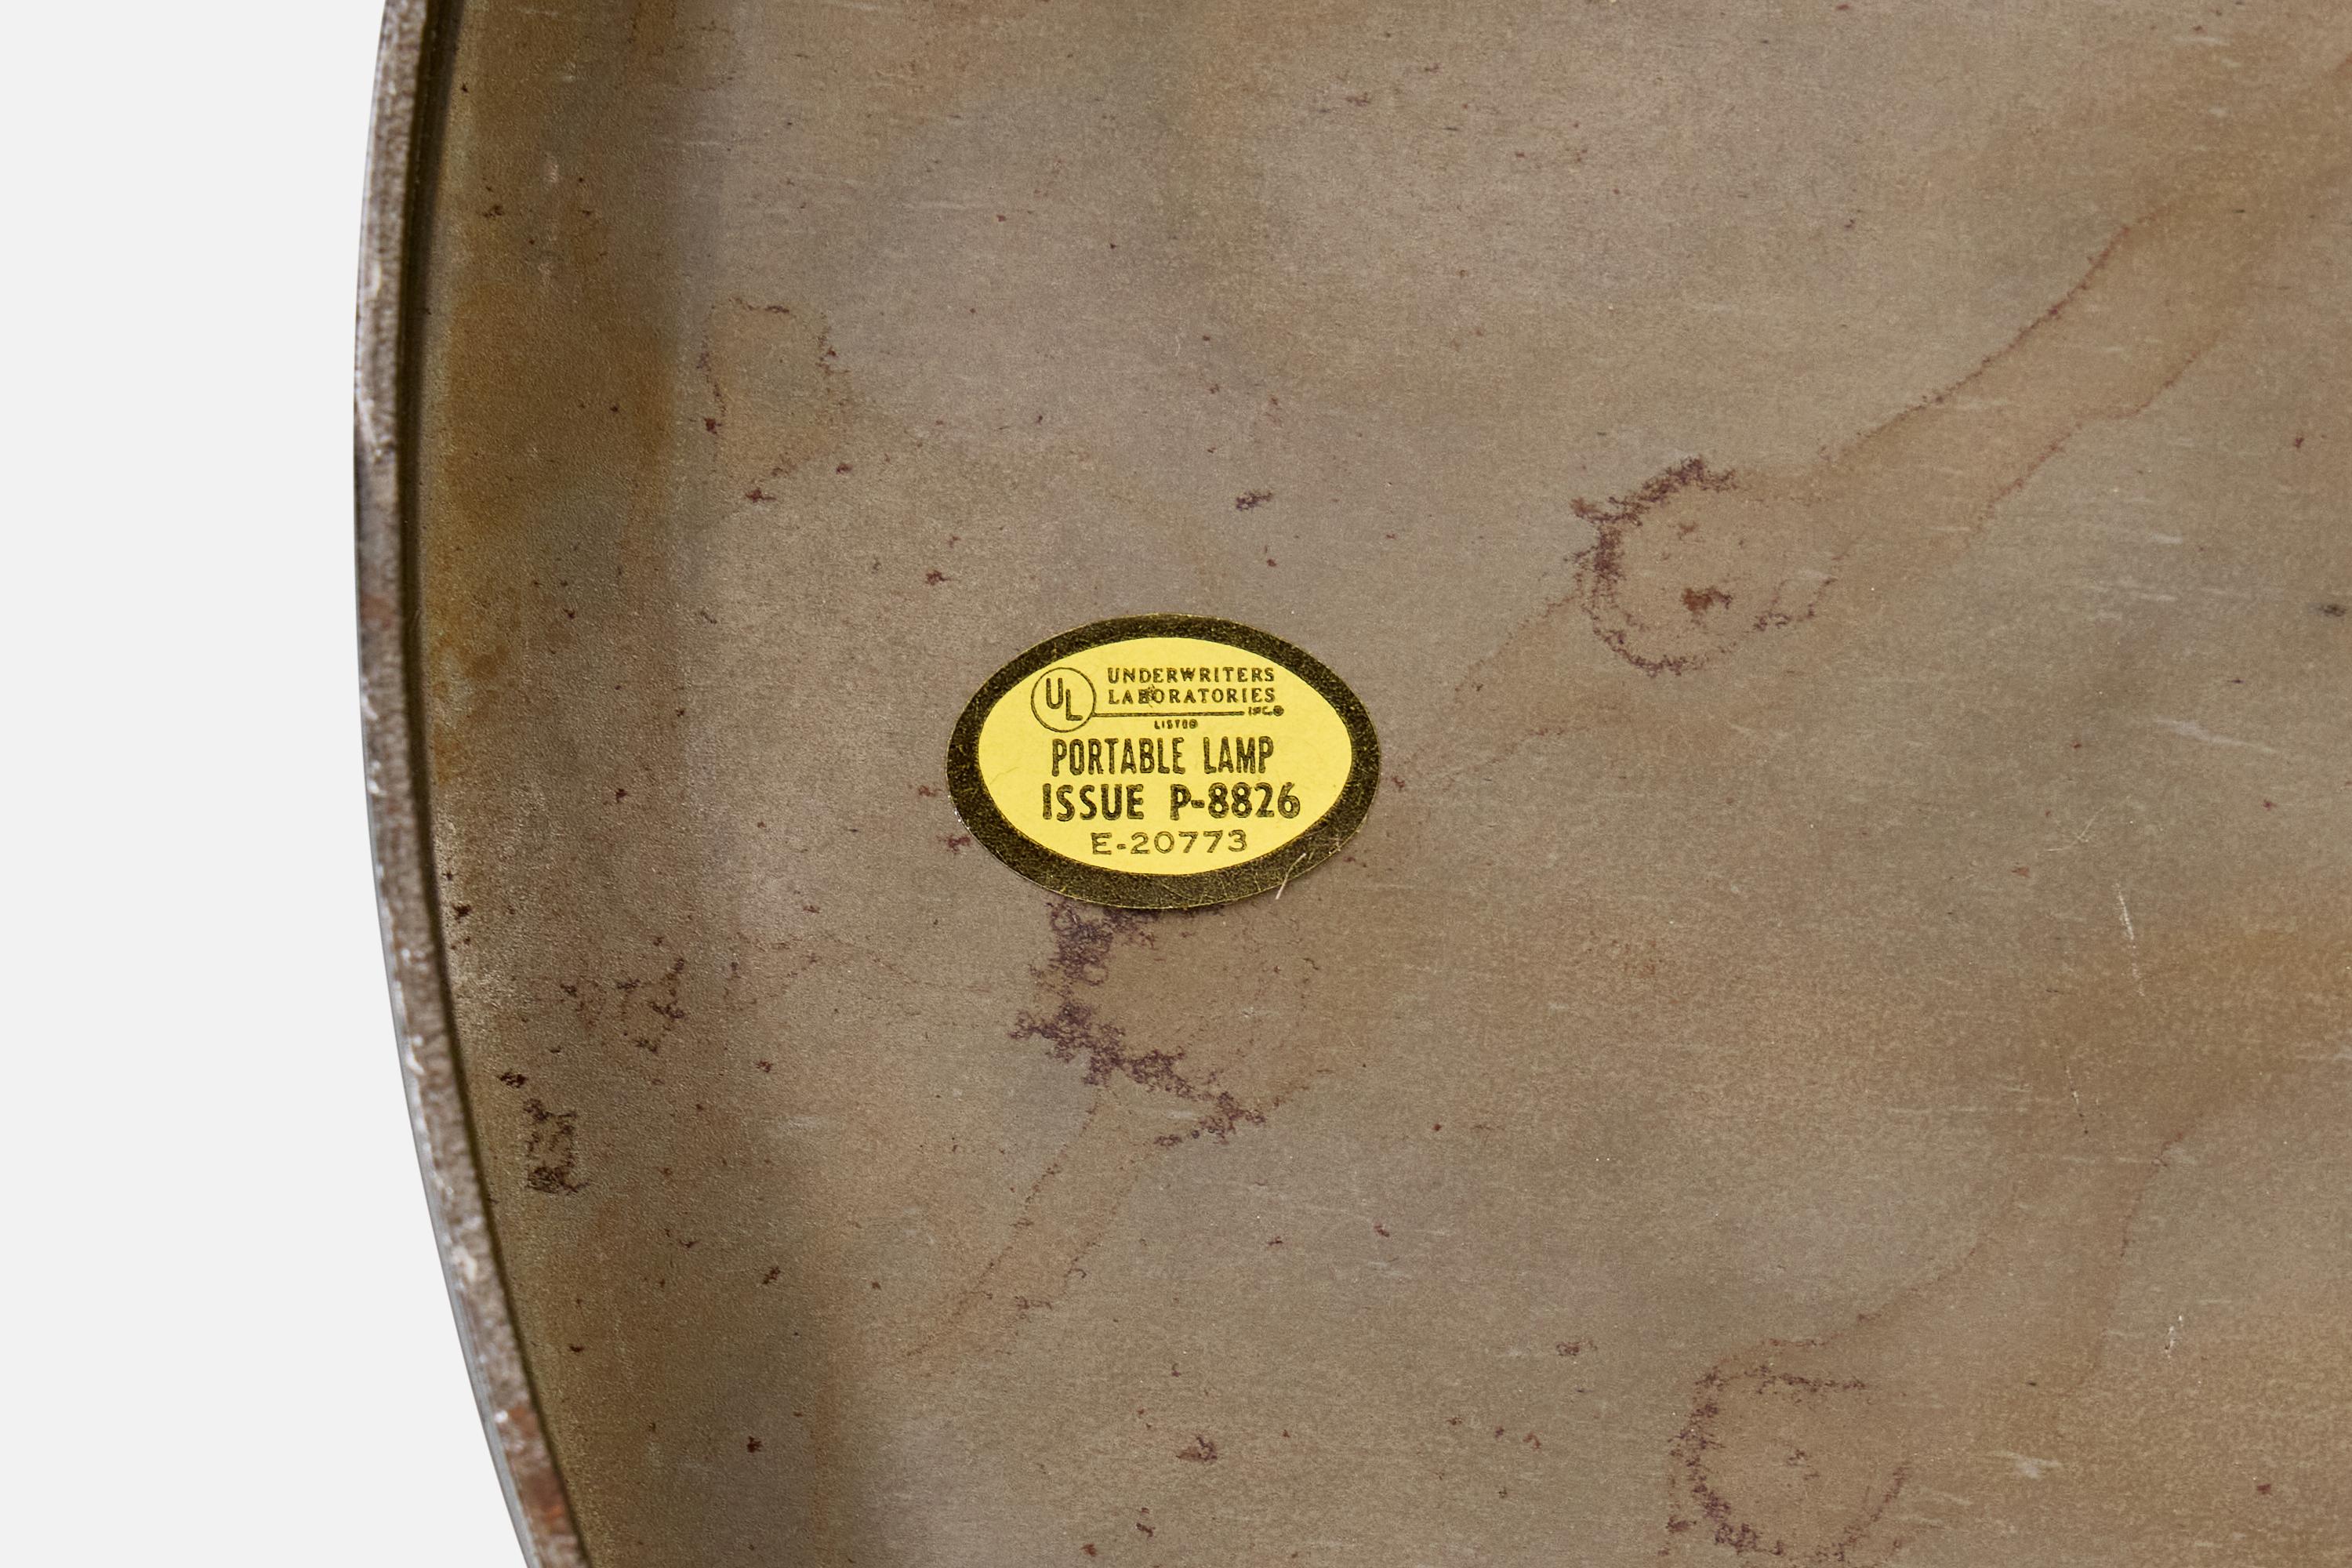 UL
UNDERWRITERS
LABORATORIES
INC.®
LISTED
PORTABLE LAMP
ISSUE P-8826
E-20773